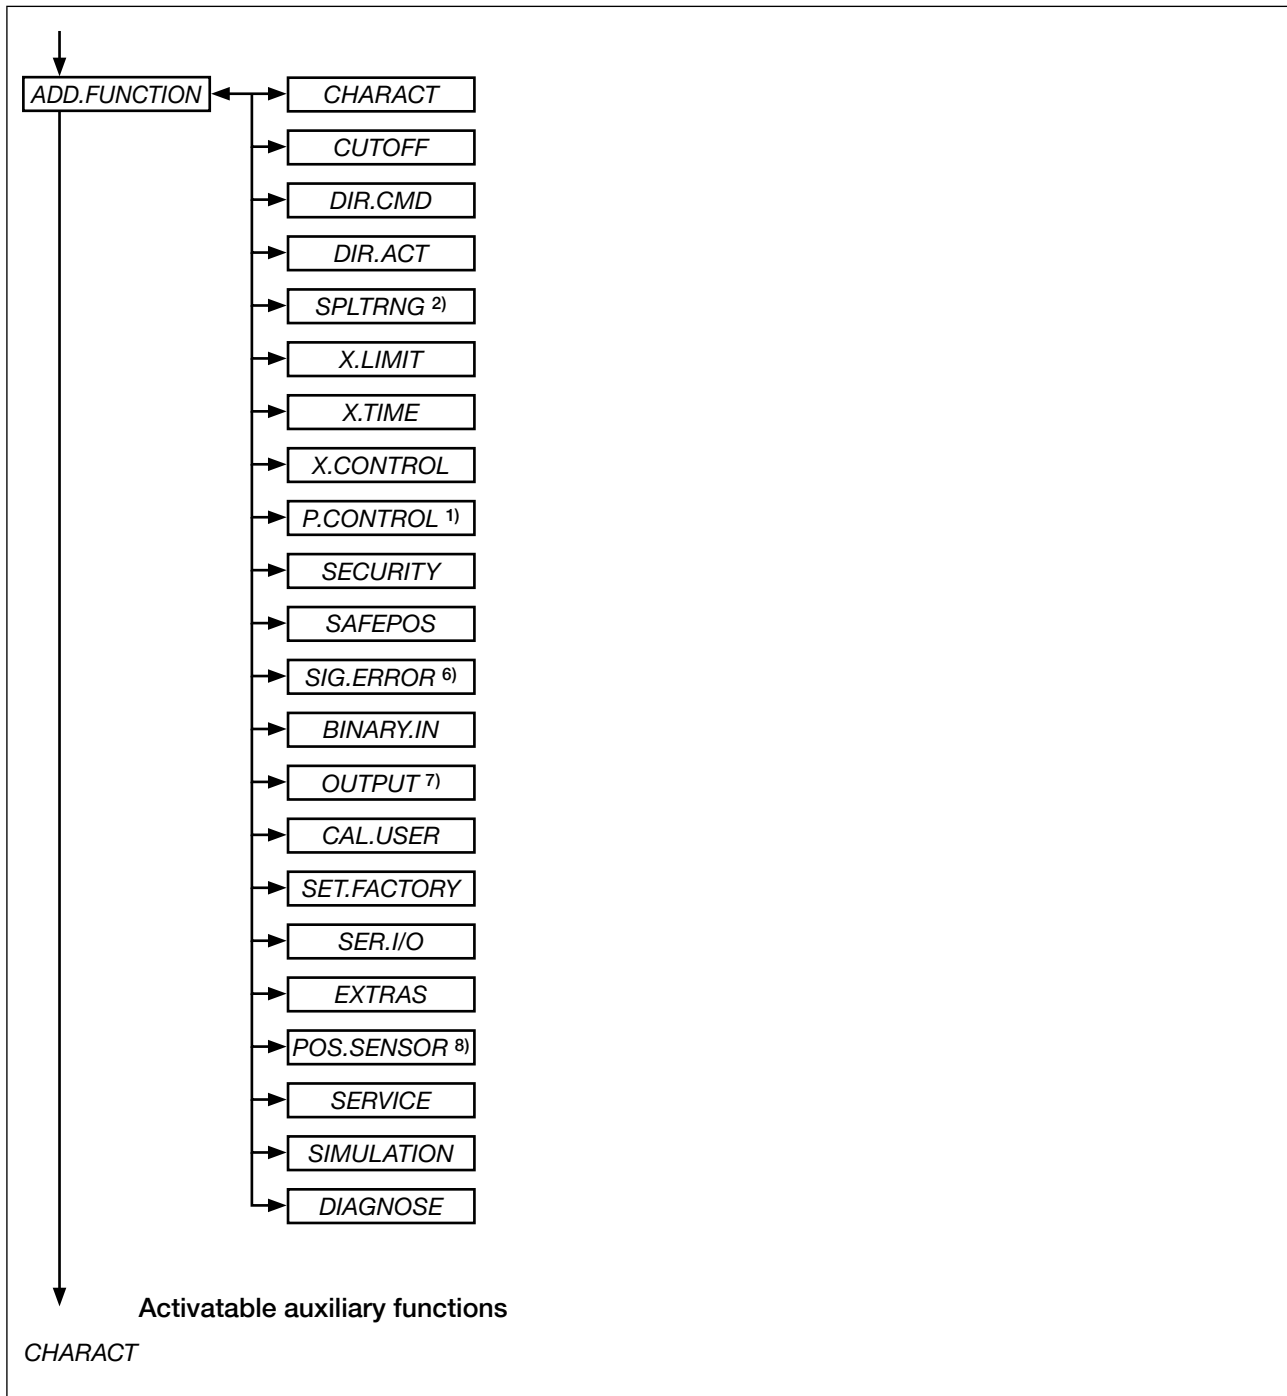 ADD.FUNCTION
CHARACT
CUTOFF
DIR.CMD
DIR.ACT
SPLTRNG 2)
X.LIMIT
X.TIME
X.CONTROL
P.CONTROL 1)
SECURITY
SAFEPOS
SIG.ERROR 6)
BINARY.IN
OUTPUT 7)
CAL.USER
SET.FACTORY
SER.I/O
EXTRAS
POS.SENSOR 8)
SERVICE
SIMULATION
DIAGNOSE
Activatable auxiliary functions
CHARACT